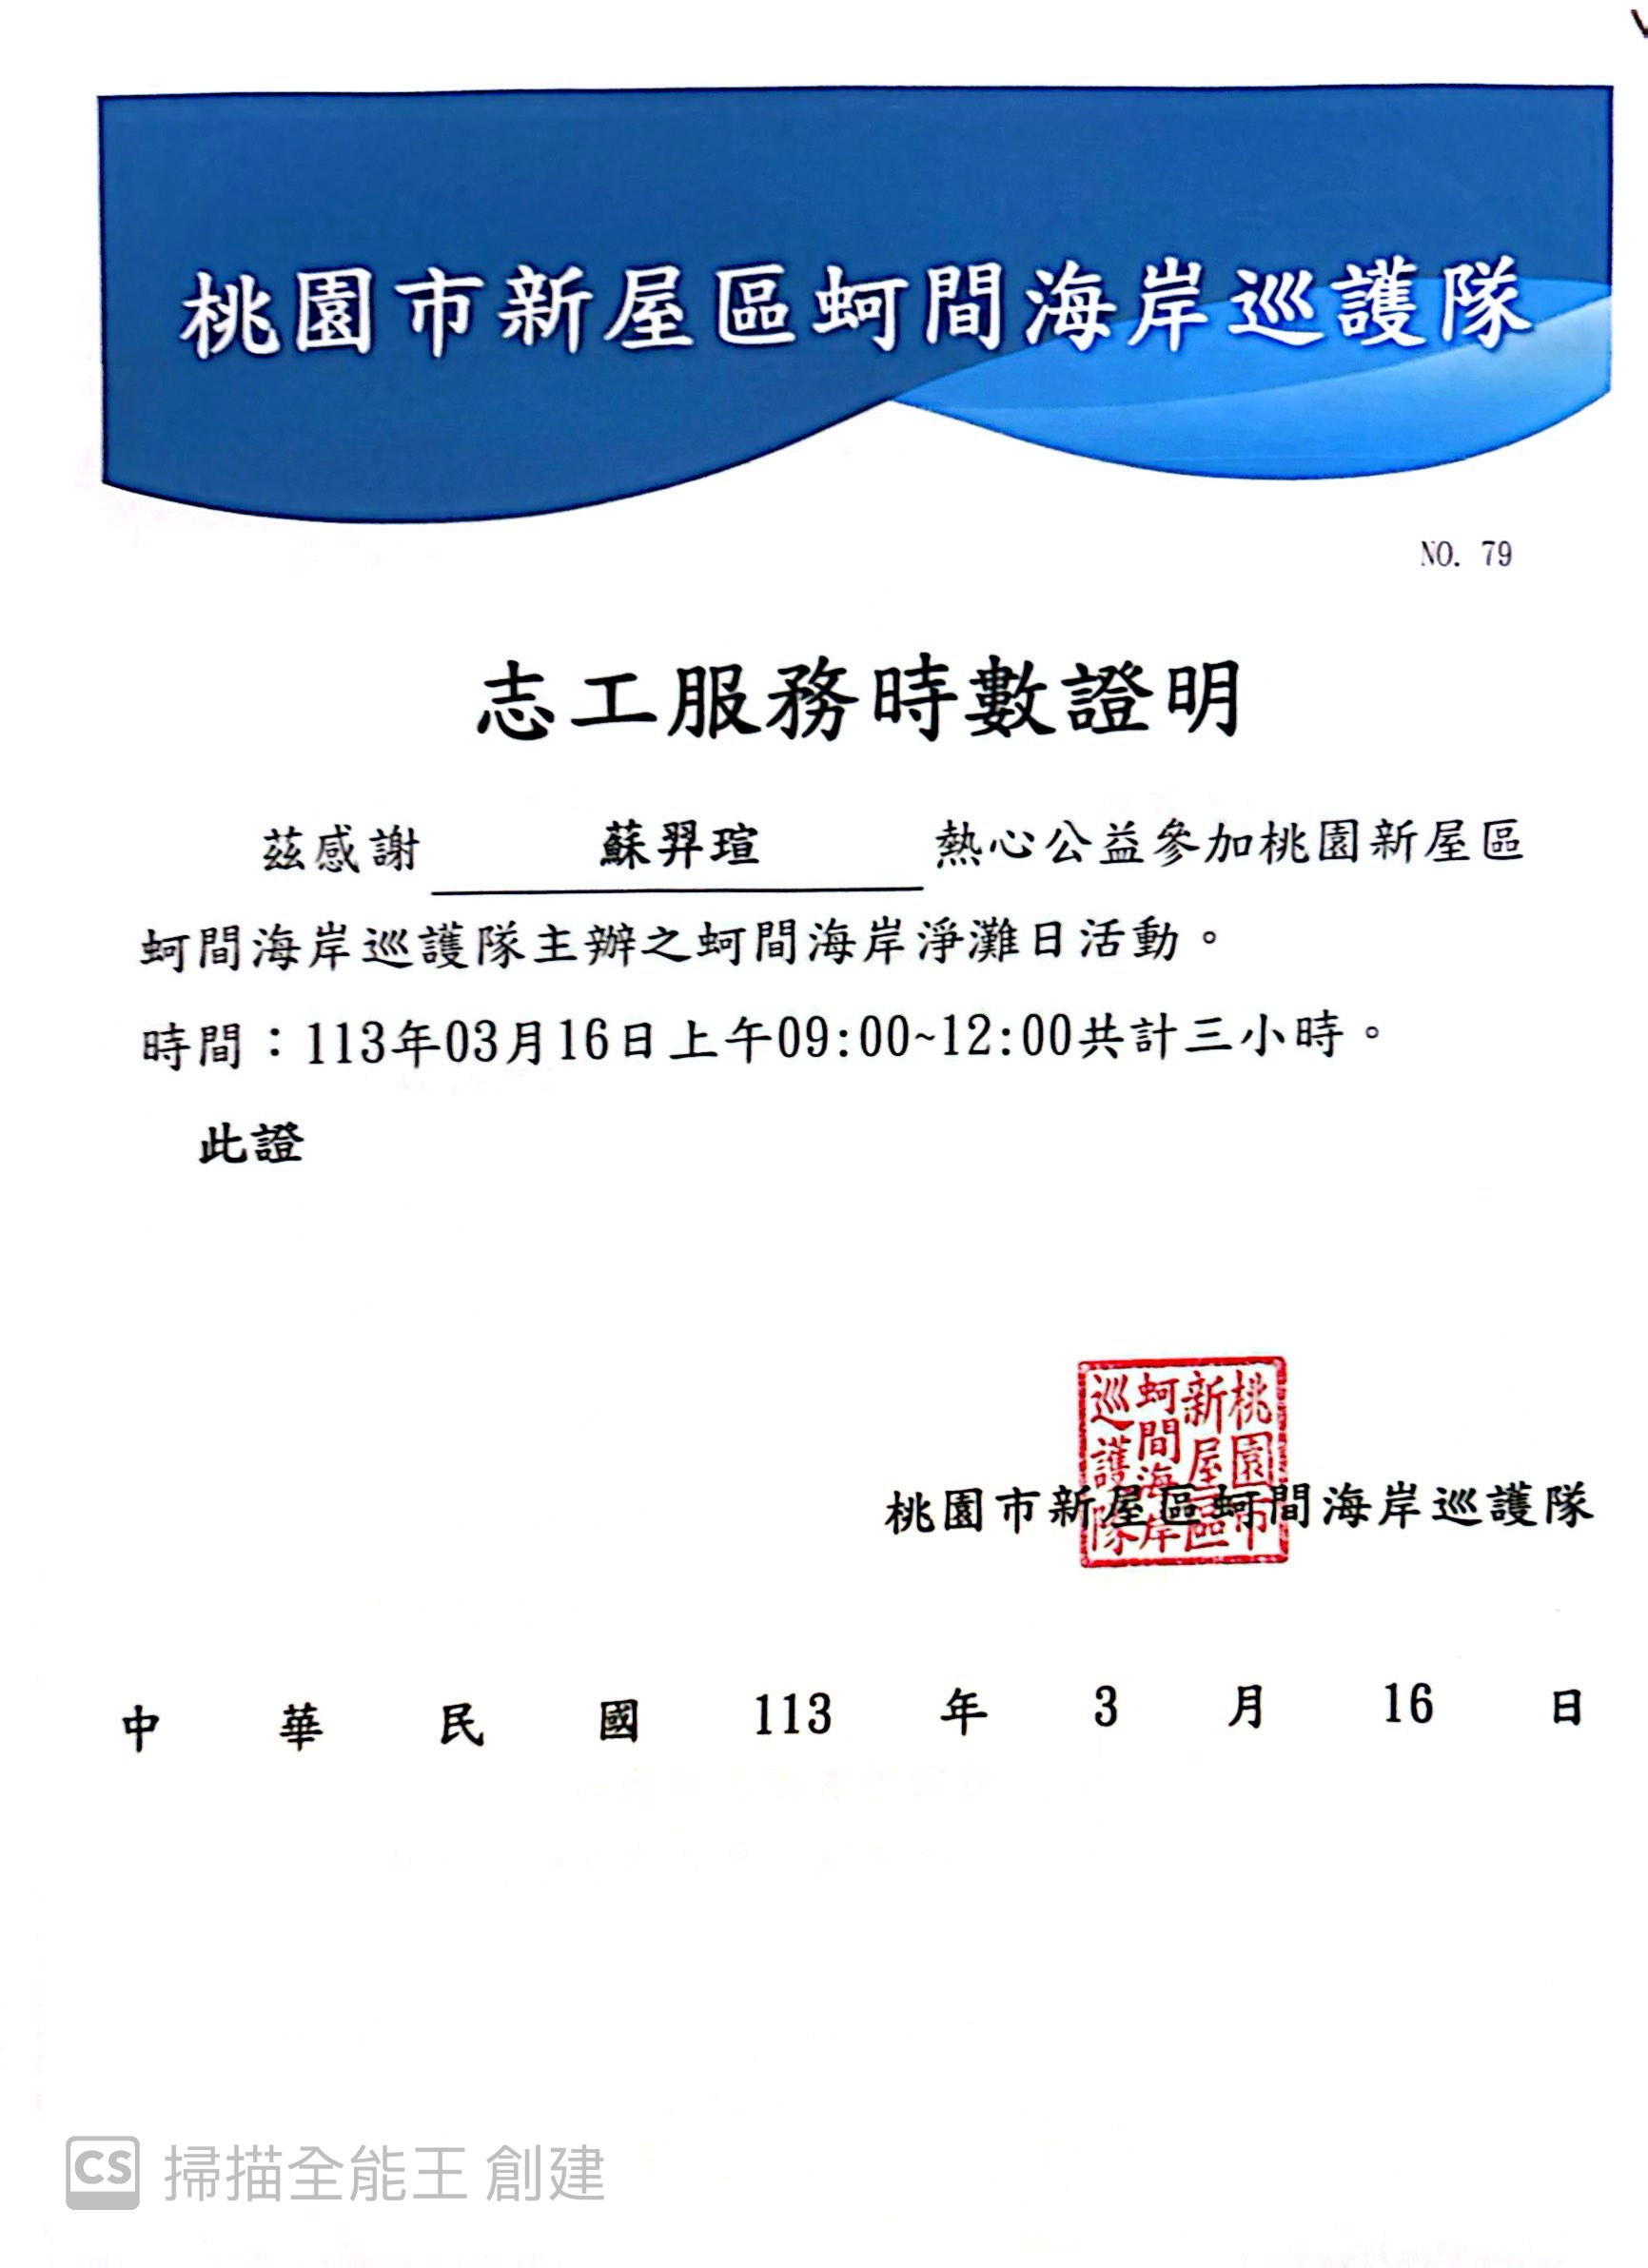 桃園市新屋區蚵間海岸巡護隊
NO. 79
志工服務時數證明
茲感謝 蘇羿瑄 熱心公益參加桃園新屋區
蚵間海岸巡護隊主辦之蚵間海岸淨灘日活動。
時間：113年03月16日上午09:00~12:00共計三小時。
此證
桃園市
新屋區
蚵間海岸
巡護隊
桃園市新屋區蚵間海岸巡護隊
中華民國 113 年 3 月 16 日
CS 掃描全能王 創建